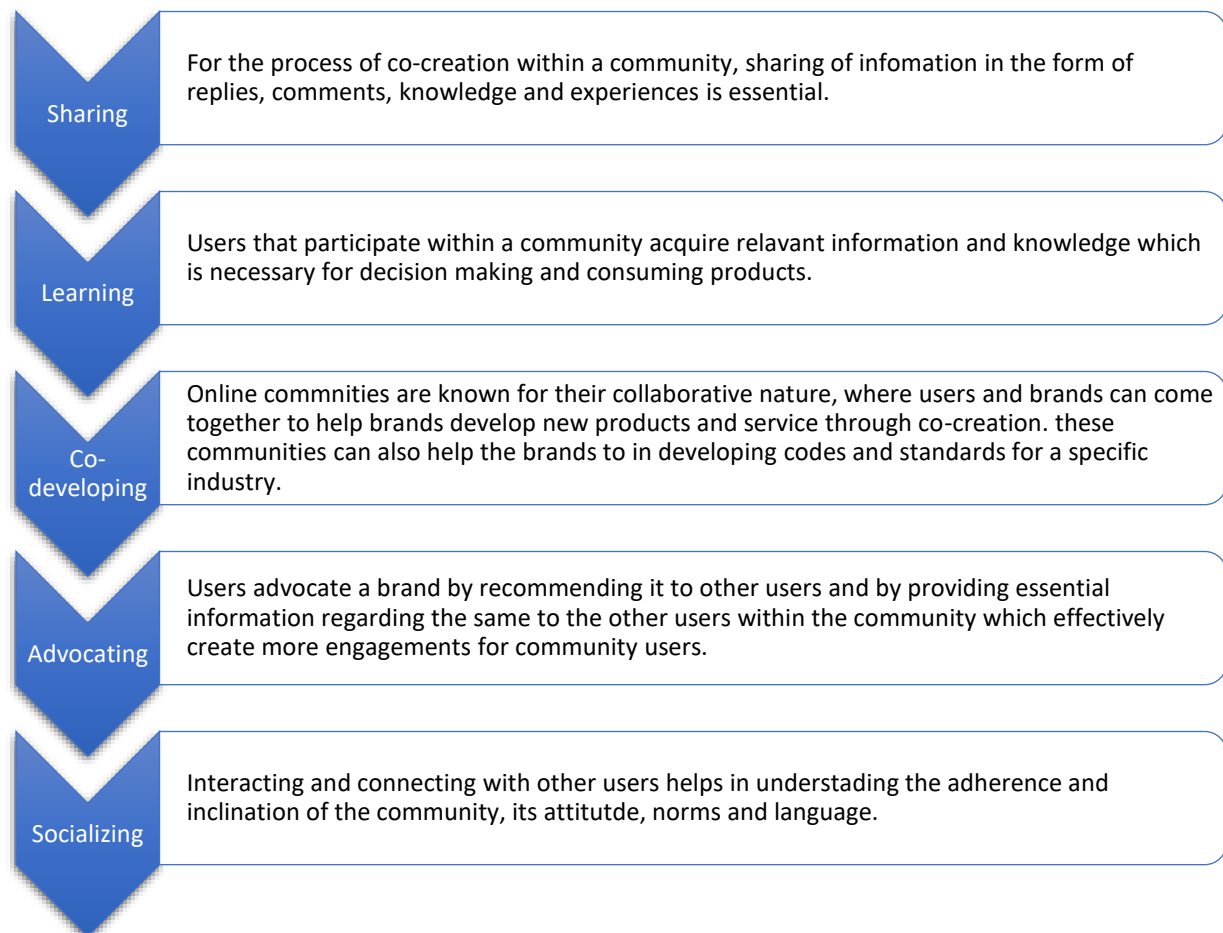 Sharing
For the process of co-creation within a community, sharing of infomation in the form of
replies, comments, knowledge and experiences is essential.
Learning
Users that participate within a community acquire relavant information and knowledge which
is necessary for decision making and consuming products.
Co-
developing
Online commnities are known for their collaborative nature, where users and brands can come
together to help brands develop new products and service through co-creation. these
communities can also help the brands to in developing codes and standards for a specific
industry.
Advocating
Users advocate a brand by recommending it to other users and by providing essential
information regarding the same to the other users within the community which effectively
create more engagements for community users.
Socializing
Interacting and connecting with other users helps in understading the adherence and
inclination of the community, its attitutde, norms and language.